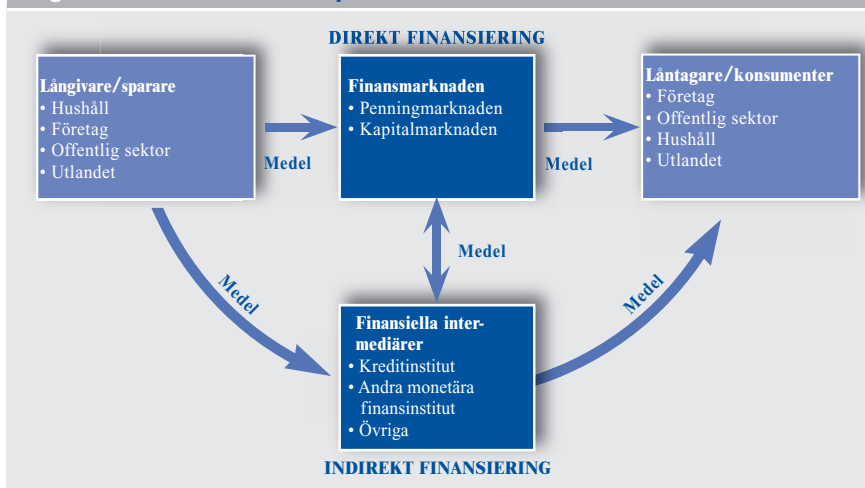 DIREKT FINANSIERING
Långivare/sparare
• Hushåll
• Företag
• Offentlig sektor
• Utlandet
Medel
Finansmarknaden
• Penningmarknaden
• Kapitalmarknaden
Medel
Låntagare/konsumenter
• Företag
• Offentlig sektor
• Hushåll
• Utlandet
Medel
Medel
Medel
Finansiella inter-
mediärer
• Kreditinstitut
• Andra monetära
finansinstitut
• Övriga
INDIREKT FINANSIERING